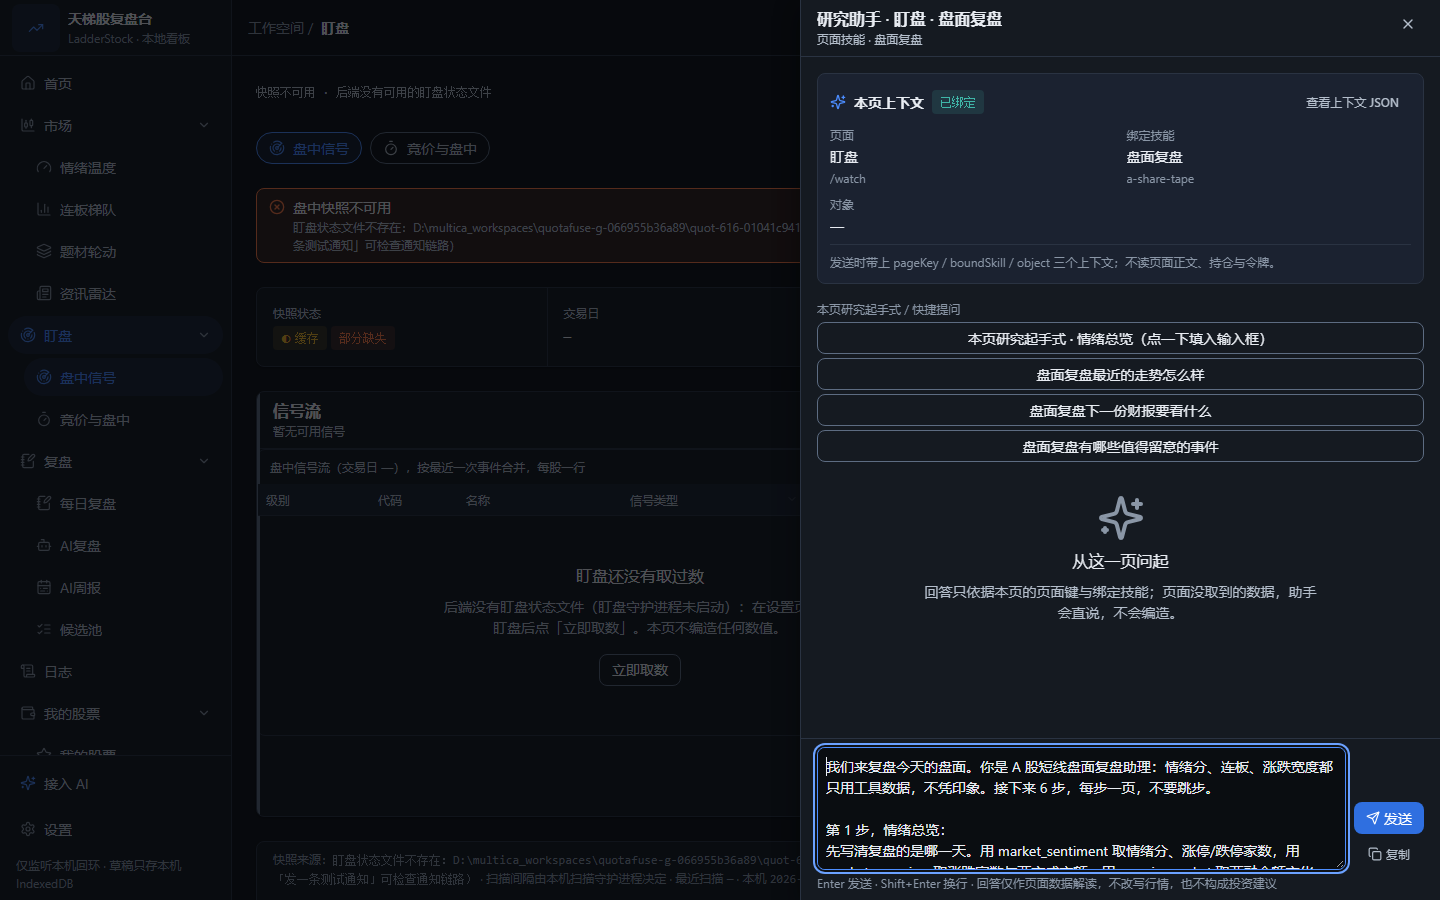 天梯股复盘台
LadderStock · 本地看板
首页
市场
情绪温度
连板梯队
题材轮动
资讯雷达
盯盘
盘中信号
竞价与盘中
复盘
每日复盘
AI复盘
AI周报
候选池
日志
我的股票
我的股票
接入 AI
设置
仅监听本机回环 · 草稿只存本机
IndexedDB
工作空间 / 盯盘
快照不可用 · 后端没有可用的盯盘状态文件
盘中信号
竞价与盘中
盘中快照不可用
盯盘状态文件不存在：D:\multica_workspaces\quotafuse-g-066955b36a89\quot-616-01041c941
条测试通知」可检查通知链路）
快照状态
缓存 部分缺失
交易日
—
信号流
暂无可用信号
盘中信号流（交易日 —），按最近一次事件合并，每股一行
级别 代码 名称 信号类型
盯盘还没有取过数
后端没有盯盘状态文件（盯盘守护进程未启动）：在设置
盯盘后点「立即取数」。本页不编造任何数值。
立即取数
快照来源：盯盘状态文件不存在：D:\multica_workspaces\quotafuse-g-066955b36a89\quot-6
「发一条测试通知」可检查通知链路） · 扫描间隔由本机扫描守护进程决定 · 最近扫描 — · 本机 2026-
研究助手 · 盯盘 · 盘面复盘
页面技能 · 盘面复盘
本页上下文 已绑定
查看上下文 JSON
页面
盯盘
/watch
绑定技能
盘面复盘
a-share-tape
对象
—
发送时带上 pageKey / boundSkill / object 三个上下文；不读页面正文、持仓与令牌。
本页研究起手式 / 快捷提问
本页研究起手式 · 情绪总览（点一下填入输入框）
盘面复盘最近的走势怎么样
盘面复盘下一份财报要看什么
盘面复盘有哪些值得留意的事件
从这一页问起
回答只依据本页的页面键与绑定技能；页面没取到的数据，助手
会直说，不会编造。
我们来复盘今天的盘面。你是 A 股短线盘面复盘助理：情绪分、连板、涨跌宽度都
只用工具数据，不凭印象。接下来 6 步，每步一页，不要跳步。
第 1 步，情绪总览：
先写清复盘的是哪一天。用 market_sentiment 取情绪分、涨停/跌停家数，用
发送
复制
Enter 发送 · Shift+Enter 换行 · 回答仅作页面数据解读，不改写行情，也不构成投资建议